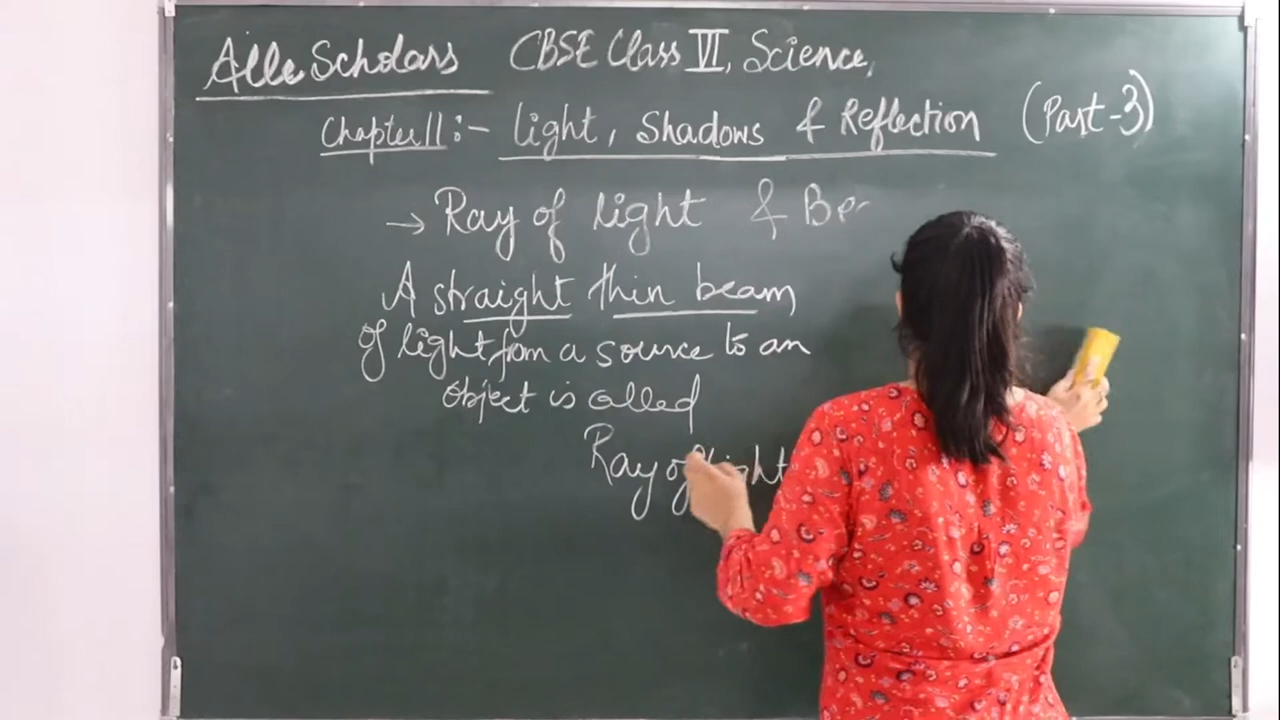 Alle Scholars CBSE Class VI, Science,
Chapter 11:- Light, Shadows & Reflection (Part-3)
→ Ray of light &
A straight thin beam
of light from a source to an
object is called
Ray of light